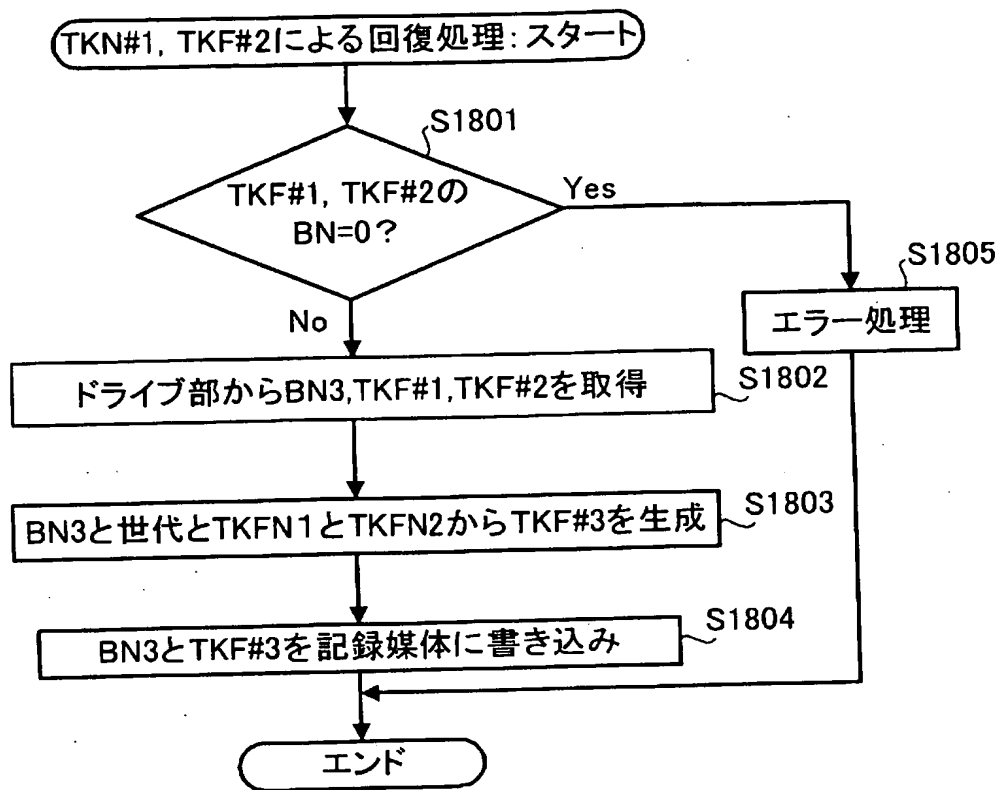 TKN#1, TKF#2による回復処理：スタート
S1801
TKF#1, TKF#2の
BN=0？
Yes
S1805
エラー処理
No
ドライブ部からBN3,TKF#1,TKF#2を取得
S1802
BN3と世代とTKFN1とTKFN2からTKF#3を生成
S1803
BN3とTKF#3を記録媒体に書き込み
S1804
エンド